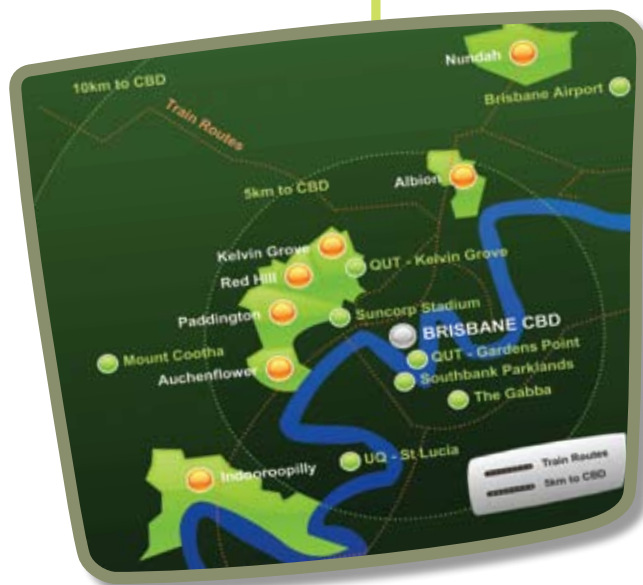 Nundah
10km to CBD
Brisbane Airport
Train Routes
5km to CBD
Albion
Kelvin Grove
QUT - Kelvin Grove
Red Hill
Suncorp Stadium
Paddington
BRISBANE CBD
Mount Cootha
QUT - Gardens Point
Auchenflower
Southbank Parklands
The Gabba
UQ - St Lucia
Indooroopilly
Train Routes
5km to CBD